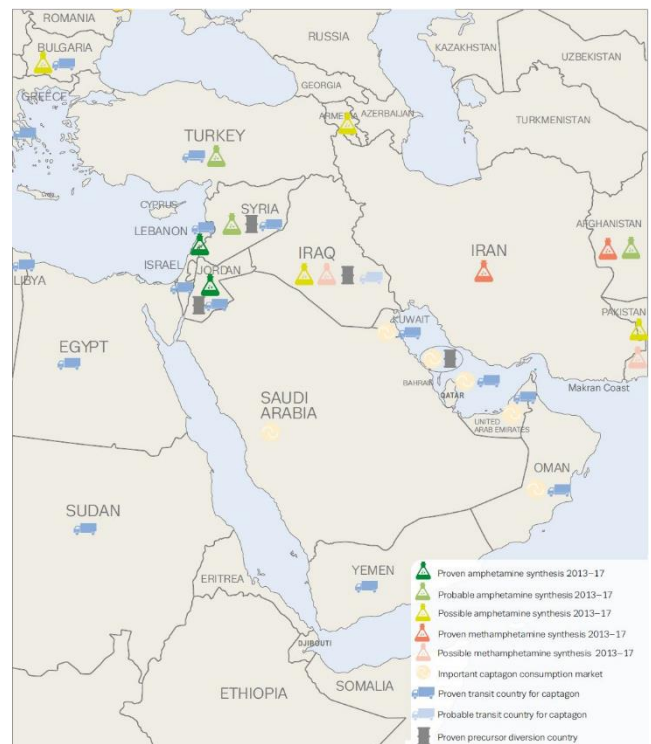 ROMANIA
RUSSIA
KAZAKHSTAN
UZBEKISTAN
BULGARIA
GEORGIA
GREECE
ARMENIA
AZERBAIJAN
TURKMENISTAN
TURKEY
CYPRUS
SYRIA
AFGHANISTAN
LEBANON
IRAQ
IRAN
ISRAEL
JORDAN
LIBYA
PAKISTAN
KUWAIT
EGYPT
BAHRAIN
Makran Coast
QATAR
SAUDI
ARABIA
UNITED
ARAB EMIRATES
OMAN
SUDAN
YEMEN
ERITREA
DJIBOUTI
ETHIOPIA
SOMALIA
Proven amphetamine synthesis 2013–17
Probable amphetamine synthesis 2013–17
Possible amphetamine synthesis 2013–17
Proven methamphetamine synthesis 2013–17
Possible methamphetamine synthesis 2013–17
Important captagon consumption market
Proven transit country for captagon
Probable transit country for captagon
Proven precursor diversion country